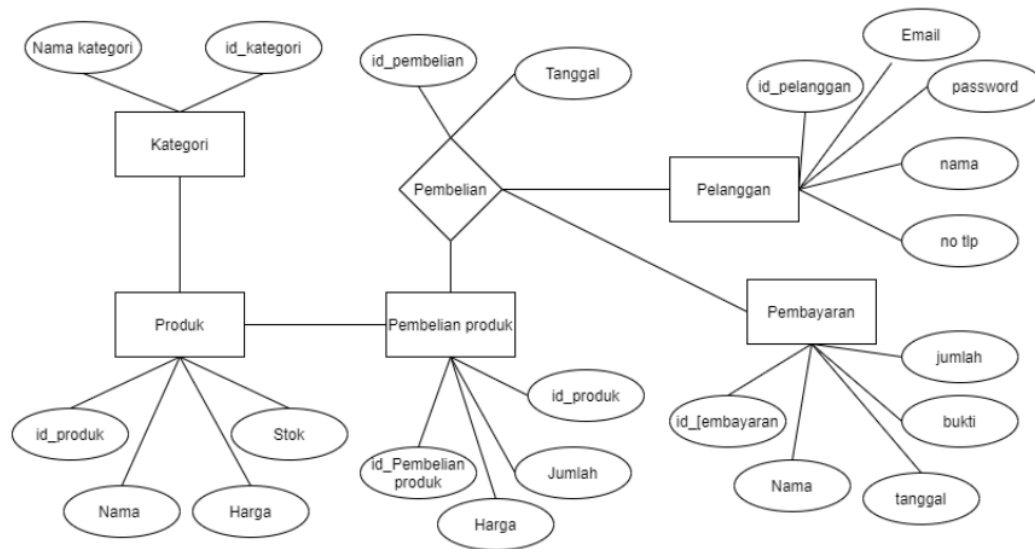 Email
Nama kategori
id_kategori
id_pembelian
Tanggal
id_pelanggan
password
Kategori
Pembelian
Pelanggan
nama
no tlp
Produk
Pembelian produk
Pembayaran
jumlah
id_produk
id_produk
Stok
id_[embayaran
bukti
id_Pembelian
produk
Jumlah
Nama
tanggal
Nama
Harga
Harga